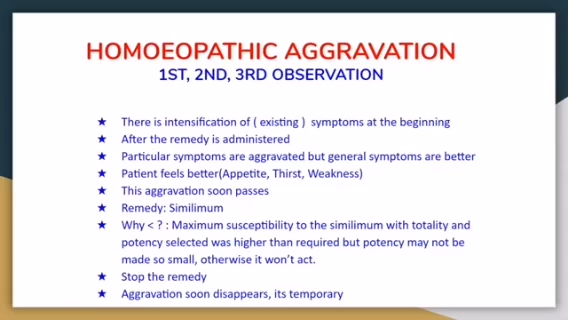 HOMOEOPATHIC AGGRAVATION
1ST, 2ND, 3RD OBSERVATION
★ There is intensification of ( existing ) symptoms at the beginning
★ After the remedy is administered
★ Particular symptoms are aggravated but general symptoms are better
★ Patient feels better(Appetite, Thirst, Weakness)
★ This aggravation soon passes
★ Remedy: Similimum
★ Why < ? : Maximum susceptibility to the similimum with totality and
potency selected was higher than required but potency may not be
made so small, otherwise it won't act.
★ Stop the remedy
★ Aggravation soon disappears, its temporary